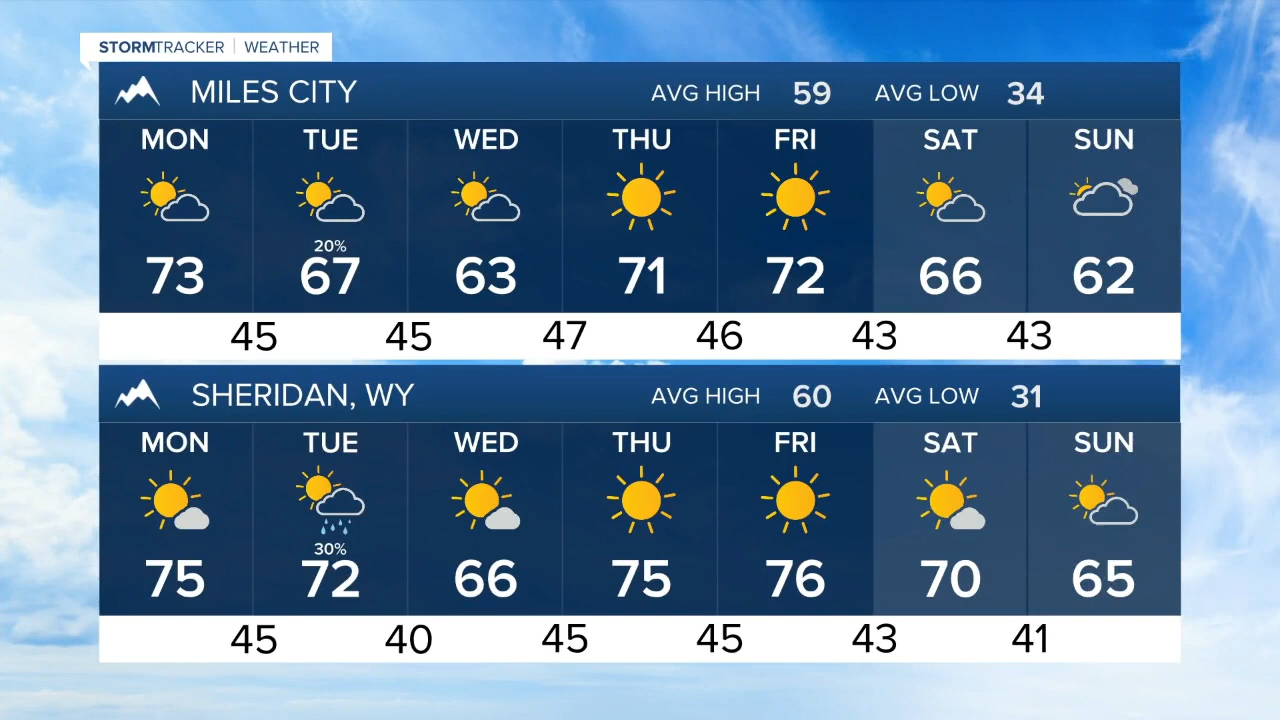 STORMTRACKER | WEATHER
MILES CITY AVG HIGH 59 AVG LOW 34
MON TUE WED THU FRI SAT SUN
20%
73 67 63 71 72 66 62
45 45 47 46 43 43
SHERIDAN, WY AVG HIGH 60 AVG LOW 31
MON TUE WED THU FRI SAT SUN
30%
75 72 66 75 76 70 65
45 40 45 45 43 41